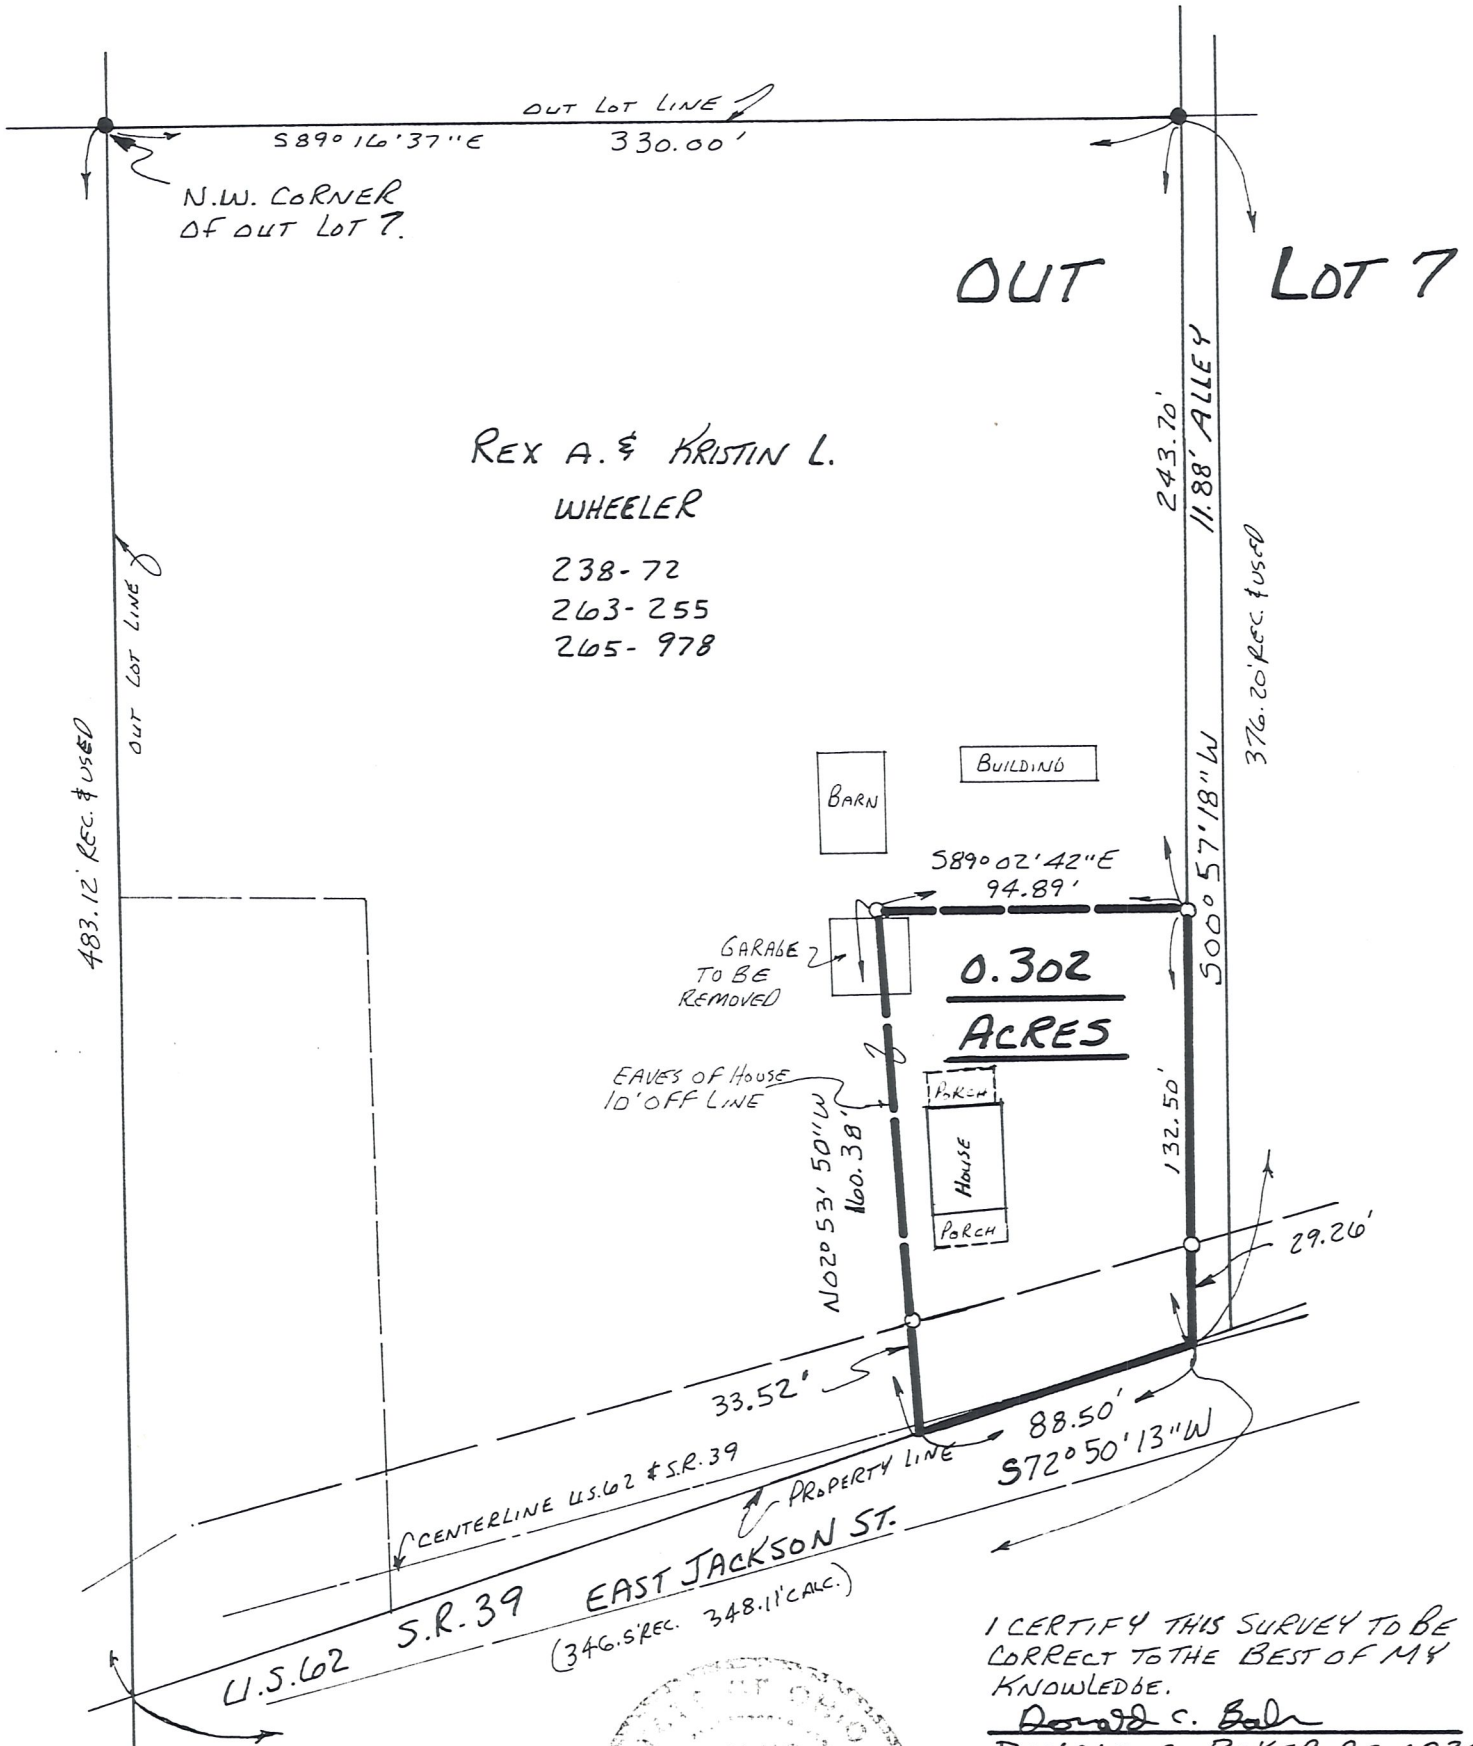 OUT LOT LINE
S89° 16' 37" E 330.00'
N.W. CORNER
OF OUT LOT 7.
OUT LOT 7
243.70'
11.88' ALLEY
REX A. & KRISTIN L.
WHEELER
238-72
263-255
265-978
OUT LOT LINE
483.12' REC. & USED
376.20' REC. & USED
S00° 57' 18" W
BARN
BUILDING
S89° 02' 42" E
94.89'
GARAGE
TO BE
REMOVED
0.302
ACRES
EAVES OF HOUSE
10' OFF LINE
PORCH
HOUSE
PORCH
N02° 53' 50" W
160.38'
132.50'
29.26'
33.52'
88.50'
S72° 50' 13" W
CENTERLINE U.S.62 & S.R.39
PROPERTY LINE
U.S.62 S.R.39 EAST JACKSON ST.
(346.5' REC. 348.11' CALC.)
I CERTIFY THIS SURVEY TO BE
CORRECT TO THE BEST OF MY
KNOWLEDGE.
Donald C. Bak
OF OHIO